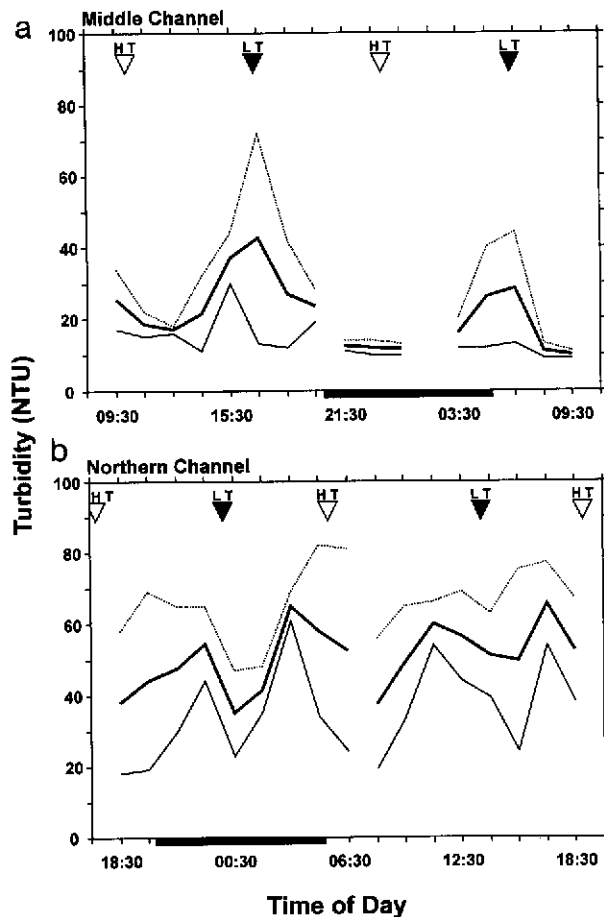 a
Middle Channel
100
80
60
40
20
0
HT
LT
HT
LT
09:30
15:30
21:30
03:30
09:30
Turbidity (NTU)
b
Northern Channel
100
80
60
40
20
0
HT
LT
HT
LT
HT
18:30
00:30
06:30
12:30
18:30
Time of Day